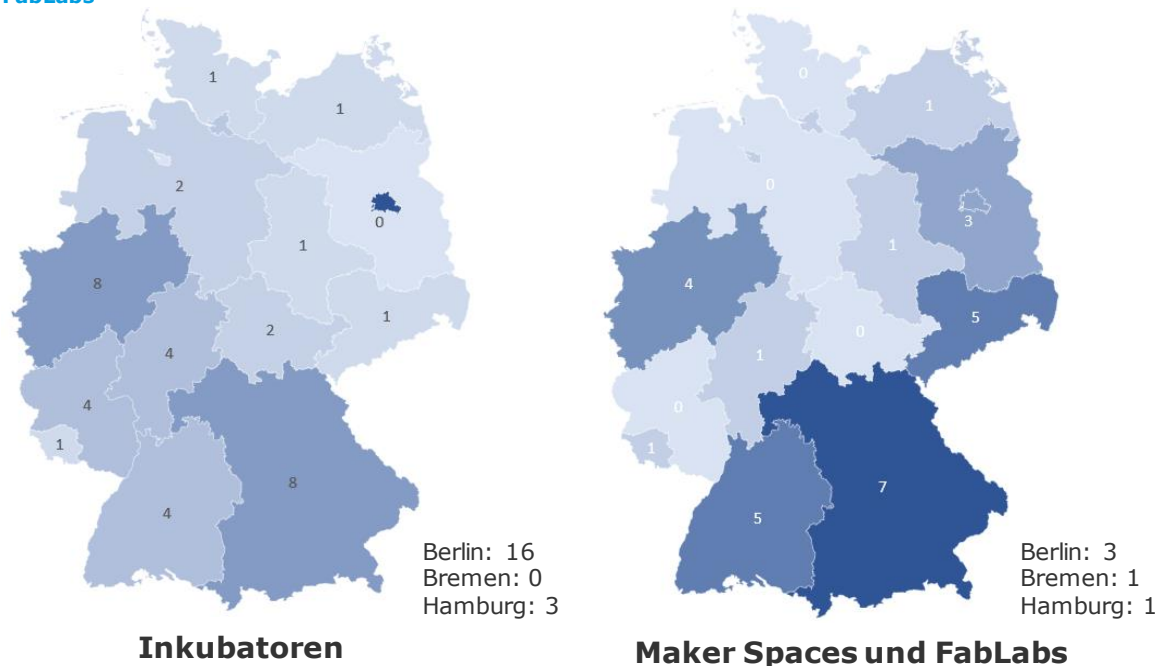 FabLabs
1
1
2
0
1
8
2
1
4
4
1
8
4
Berlin: 16
Bremen: 0
Hamburg: 3
Inkubatoren
0
1
0
3
1
4
5
0
1
0
1
7
5
Berlin: 3
Bremen: 1
Hamburg: 1
Maker Spaces und FabLabs